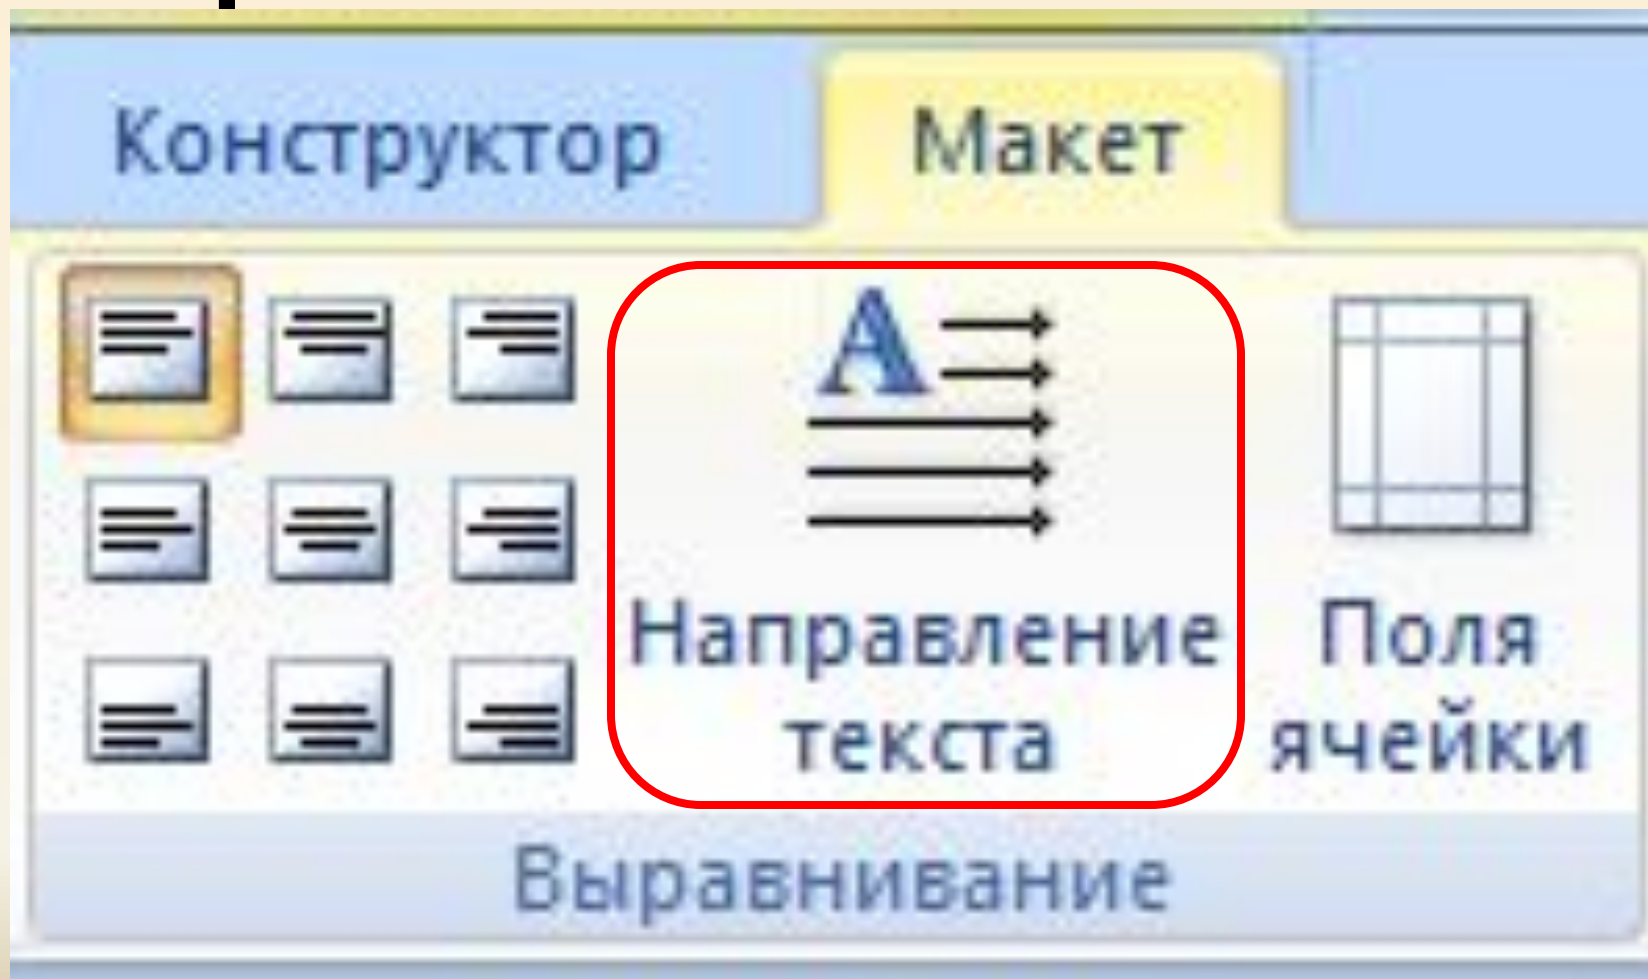 Конструктор Макет
Направление
текста
Поля
ячейки
Выравнивание